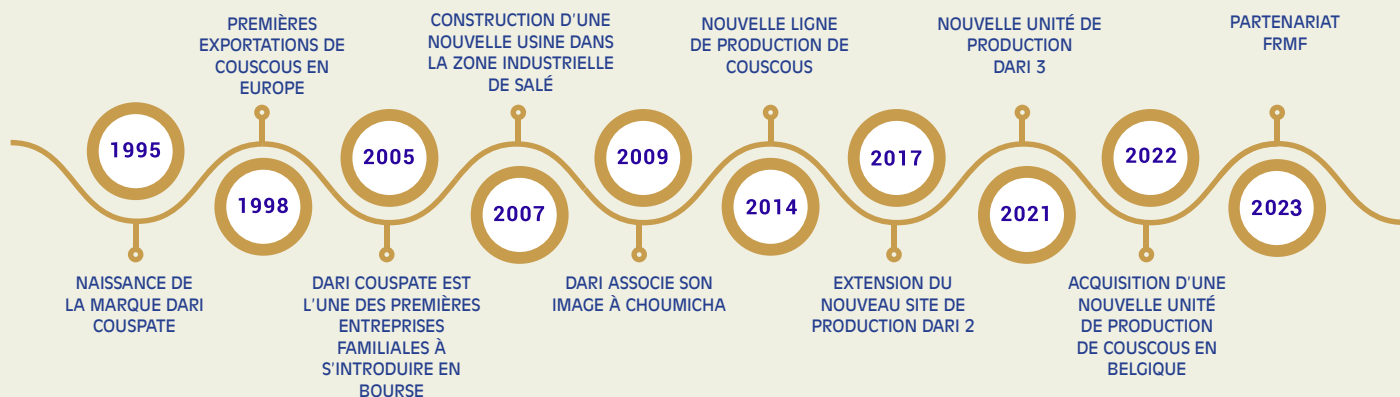 1995
NAISSANCE DE
LA MARQUE DARI
COUSPATE
PREMIÈRES
EXPORTATIONS DE
COUSCOUS EN
EUROPE
1998
2005
DARI COUSPATE EST
L'UNE DES PREMIÈRES
ENTREPRISES
FAMILIALES À
S'INTRODUIRE EN
BOURSE
CONSTRUCTION D'UNE
NOUVELLE USINE DANS
LA ZONE INDUSTRIELLE
DE SALÉ
2007
2009
DARI ASSOCIE SON
IMAGE À CHOUMICHA
NOUVELLE LIGNE
DE PRODUCTION DE
COUSCOUS
2014
2017
EXTENSION DU
NOUVEAU SITE DE
PRODUCTION DARI 2
NOUVELLE UNITÉ DE
PRODUCTION
DARI 3
2021
2022
ACQUISITION D'UNE
NOUVELLE UNITÉ
DE PRODUCTION
DE COUSCOUS EN
BELGIQUE
PARTENARIAT
FRMF
2023